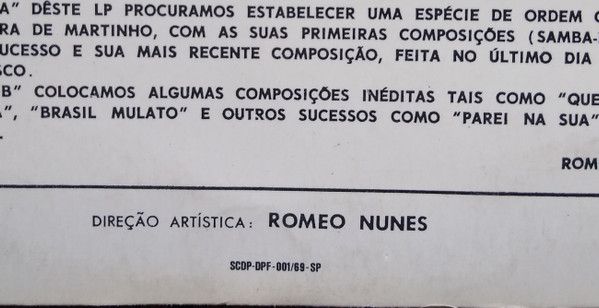 A” DÊSTE LP PROCURAMOS ESTABELECER UMA ESPÉCIE DE ORDEM
RA DE MARTINHO, COM AS SUAS PRIMEIRAS COMPOSIÇÕES (SAMBA-
UCESSO E SUA MAIS RECENTE COMPOSIÇÃO, FEITA NO ÚLTIMO DIA
SCO.
B” COLOCAMOS ALGUMAS COMPOSIÇÕES INÉDITAS TAIS COMO “QUE
”, “BRASIL MULATO” E OUTROS SUCESSOS COMO “PAREI NA SUA”
ROM
DIREÇÃO ARTÍSTICA: ROMEO NUNES
SCDP-DPF-001/69-SP